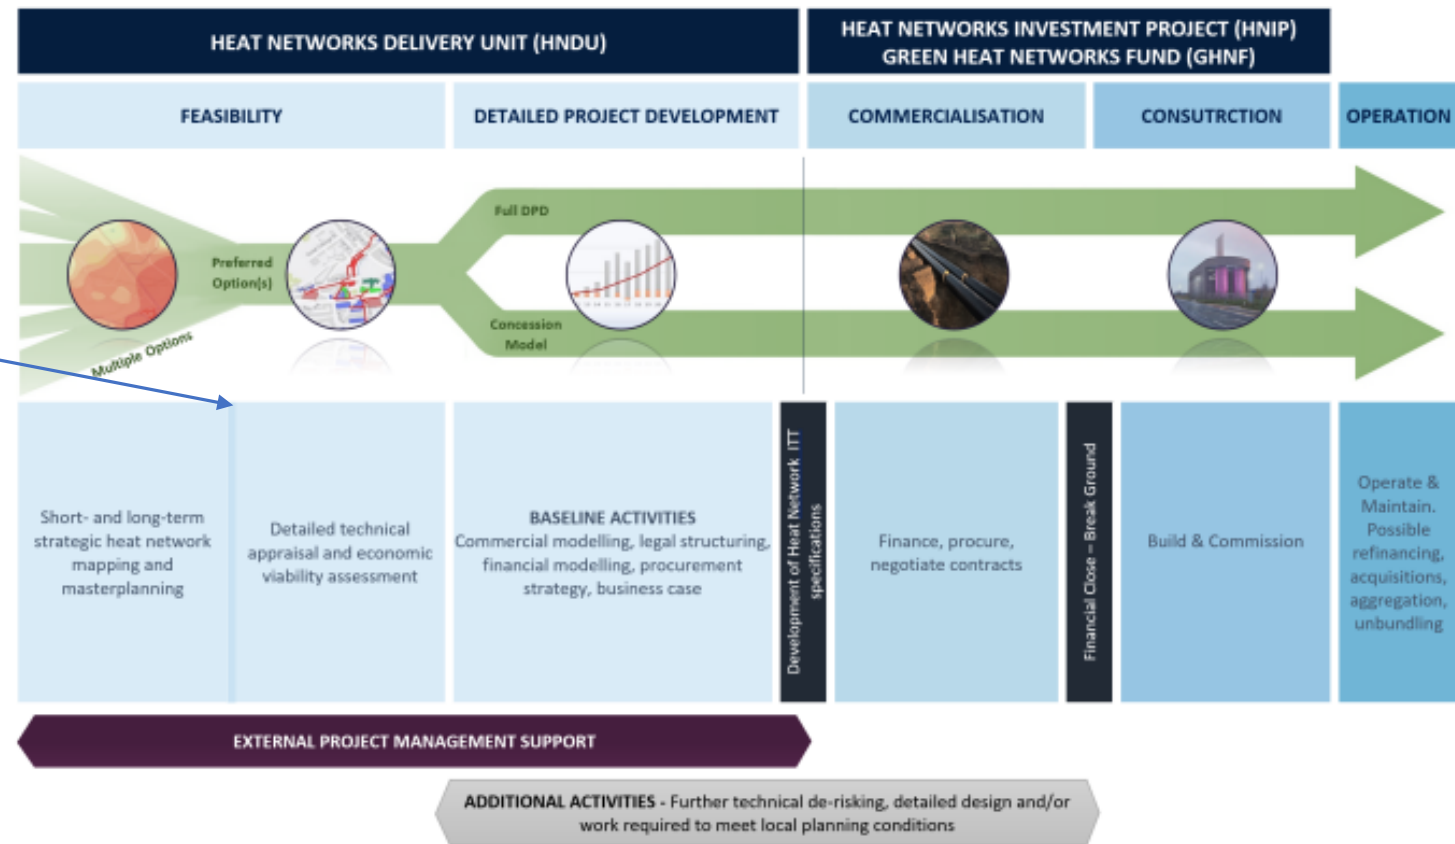 HEAT NETWORKS DELIVERY UNIT (HNDU)
HEAT NETWORKS INVESTMENT PROJECT (HNIP)
GREEN HEAT NETWORKS FUND (GHNF)
FEASIBILITY
DETAILED PROJECT DEVELOPMENT
COMMERCIALISATION
CONSUTRCTION
OPERATION
Full DPD
Preferred
Option(s)
Concession
Model
Multiple Options
Short- and long-term
strategic heat network
mapping and
masterplanning
Detailed technical
appraisal and economic
viability assessment
BASELINE ACTIVITIES
Commercial modelling, legal structuring,
financial modelling, procurement
strategy, business case
Development of Heat Network ITT
specifications
Finance, procure,
negotiate contracts
Financial Close – Break Ground
Build & Commission
Operate &
Maintain.
Possible
refinancing,
acquisitions,
aggregation,
unbundling
EXTERNAL PROJECT MANAGEMENT SUPPORT
ADDITIONAL ACTIVITIES - Further technical de-risking, detailed design and/or
work required to meet local planning conditions